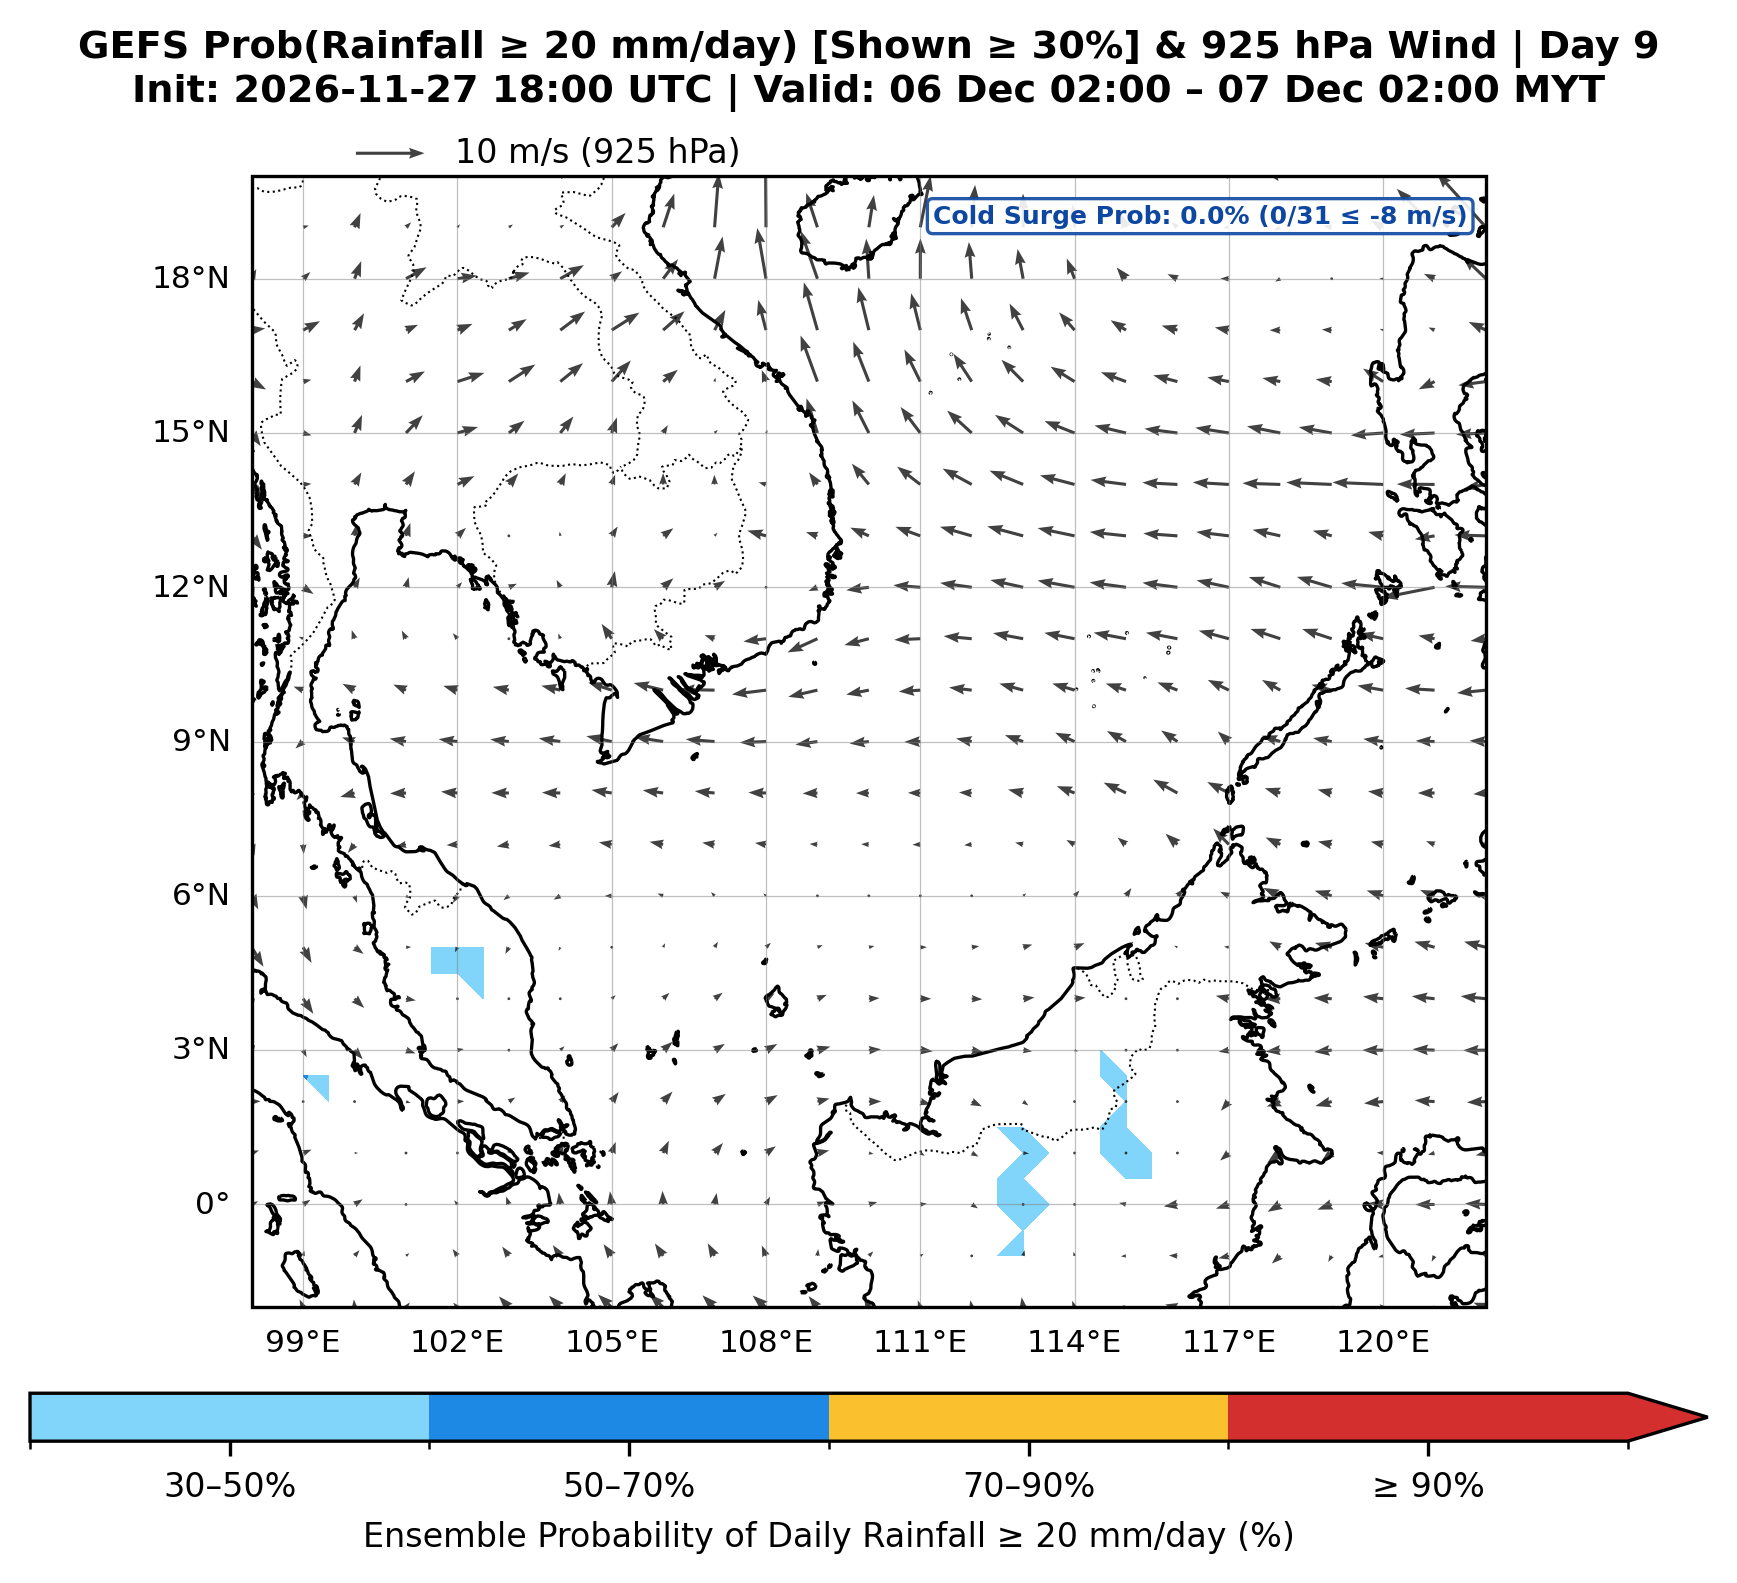 GEFS Prob(Rainfall ≥ 20 mm/day) [Shown ≥ 30%] & 925 hPa Wind | Day 9
Init: 2026-11-27 18:00 UTC | Valid: 06 Dec 02:00 – 07 Dec 02:00 MYT
10 m/s (925 hPa)
Cold Surge Prob: 0.0% (0/31 ≤ -8 m/s)
18°N
15°N
12°N
9°N
6°N
3°N
0°
99°E 102°E 105°E 108°E 111°E 114°E 117°E 120°E
30–50% 50–70% 70–90% ≥ 90%
Ensemble Probability of Daily Rainfall ≥ 20 mm/day (%)